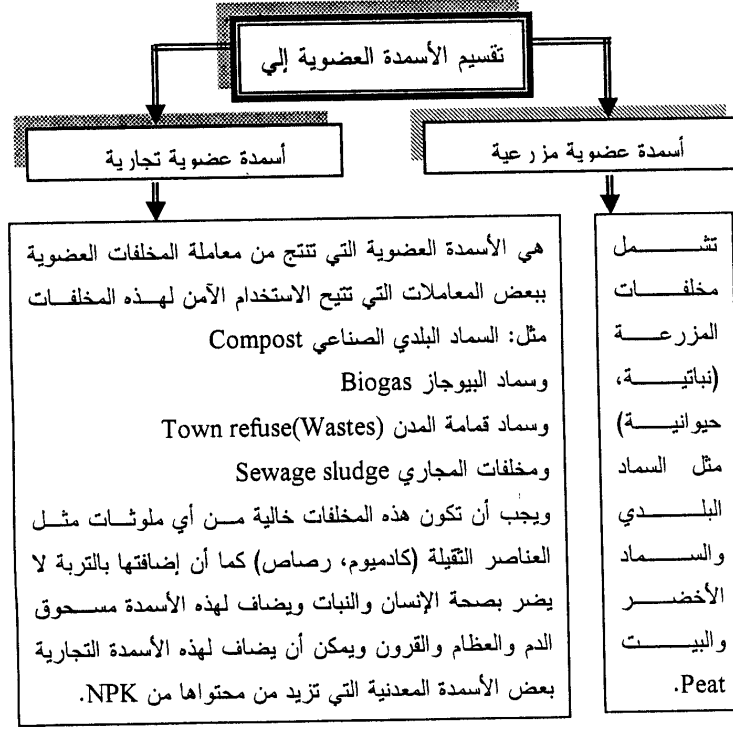 تقسيم الأسمدة العضوية إلي
أسمدة عضوية مزرعية
أسمدة عضوية تجارية
تشمل
مخلفات
المزرعة
(نباتية،
حيوانية)
مثل السماد
البلدي
والسماد
الأخضر
والبيت
Peat.
هي الأسمدة العضوية التي تنتج من معاملة المخلفات العضوية
ببعض المعاملات التي تتيح الاستخدام الآمن لهذه المخلفات
مثل: السماد البلدي الصناعي Compost
وسماد البيوجاز Biogas
وسماد قمامة المدن Town refuse(Wastes)
ومخلفات المجاري Sewage sludge
ويجب أن تكون هذه المخلفات خالية من أي ملوثات مثل
العناصر الثقيلة (كادميوم، رصاص) كما أن إضافتها بالتربة لا
يضر بصحة الإنسان والنبات ويضاف لهذه الأسمدة مسحوق
الدم والعظام والقرون ويمكن أن يضاف لهذه الأسمدة التجارية
بعض الأسمدة المعدنية التي تزيد من محتواها من NPK.